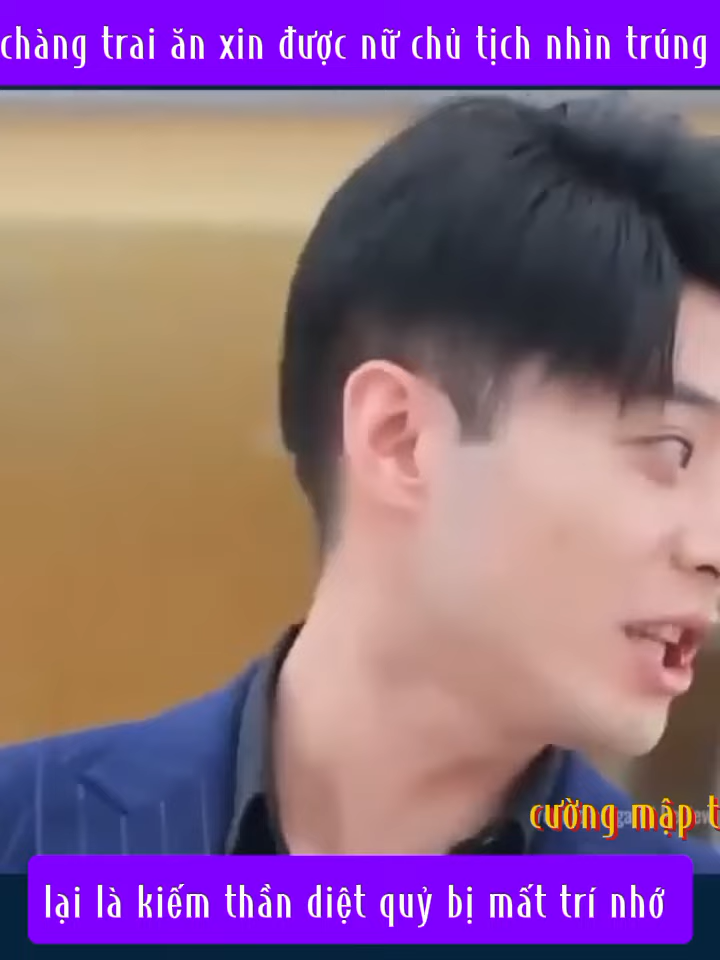 chàng trai ăn xin được nữ chủ tịch nhìn trúng
cường mập
lại là kiếm thần diệt quỷ bị mất trí nhớ